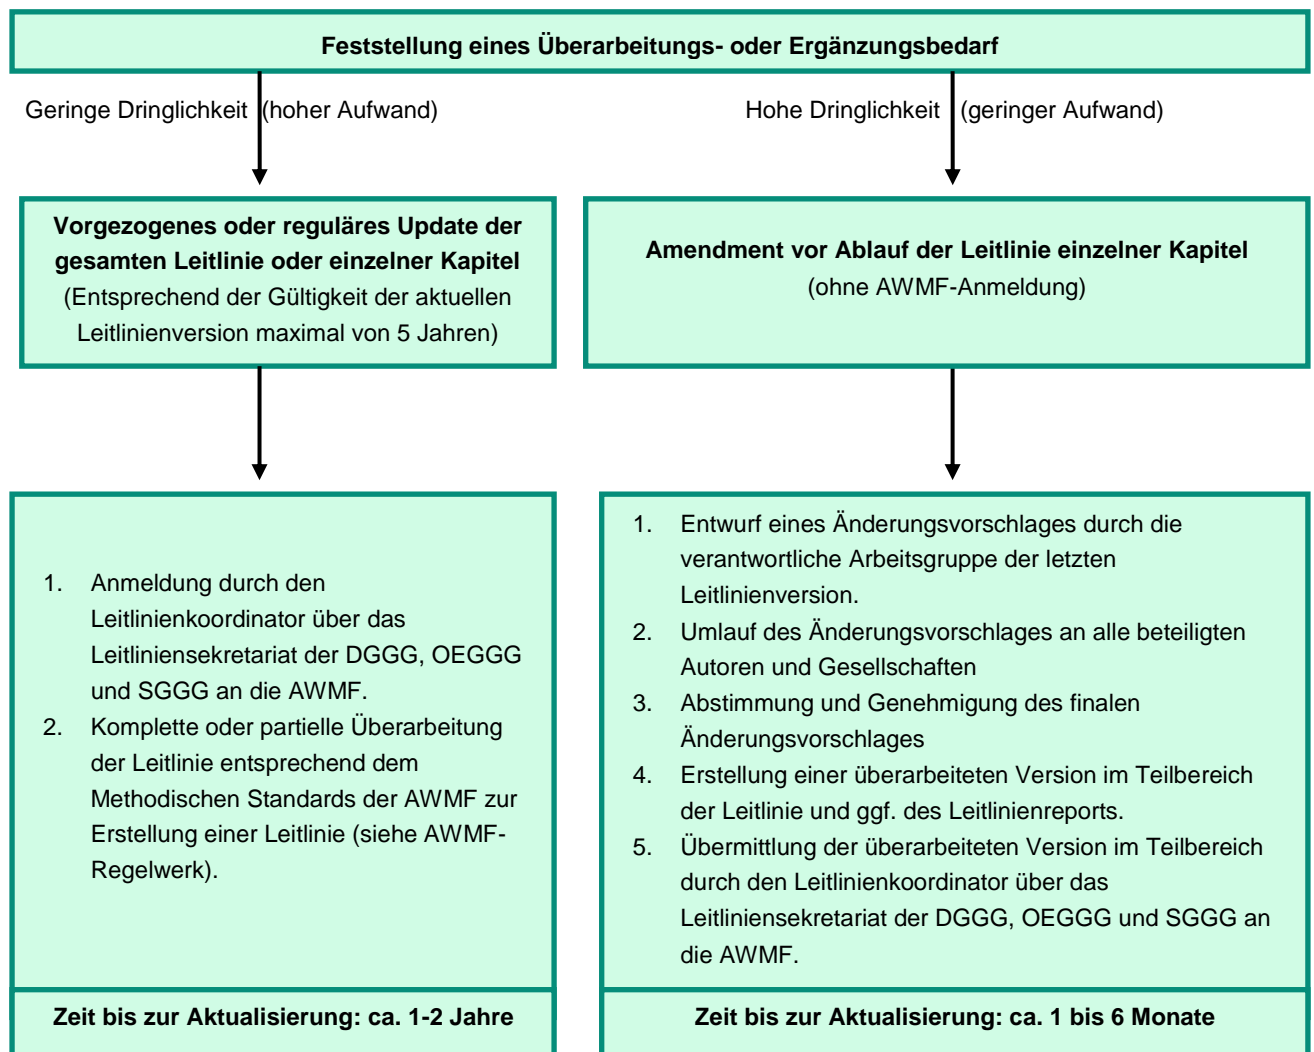 Feststellung eines Überarbeitungs- oder Ergänzungsbedarf
Geringe Dringlichkeit (hoher Aufwand)
Hohe Dringlichkeit (geringer Aufwand)
Vorgezogenes oder reguläres Update der
gesamten Leitlinie oder einzelner Kapitel
(Entsprechend der Gültigkeit der aktuellen
Leitlinienversion maximal von 5 Jahren)
Amendment vor Ablauf der Leitlinie einzelner Kapitel
(ohne AWMF-Anmeldung)
1. Anmeldung durch den
Leitlinienkoordinator über das
Leitliniensekretariat der DGGG, OEGGG
und SGGG an die AWMF.
2. Komplette oder partielle Überarbeitung
der Leitlinie entsprechend dem
Methodischen Standards der AWMF zur
Erstellung einer Leitlinie (siehe AWMF-
Regelwerk).
Zeit bis zur Aktualisierung: ca. 1-2 Jahre
1. Entwurf eines Änderungsvorschlages durch die
verantwortliche Arbeitsgruppe der letzten
Leitlinienversion.
2. Umlauf des Änderungsvorschlages an alle beteiligten
Autoren und Gesellschaften
3. Abstimmung und Genehmigung des finalen
Änderungsvorschlages
4. Erstellung einer überarbeiteten Version im Teilbereich
der Leitlinie und ggf. des Leitlinienreports.
5. Übermittlung der überarbeiteten Version im Teilbereich
durch den Leitlinienkoordinator über das
Leitliniensekretariat der DGGG, OEGGG und SGGG an
die AWMF.
Zeit bis zur Aktualisierung: ca. 1 bis 6 Monate